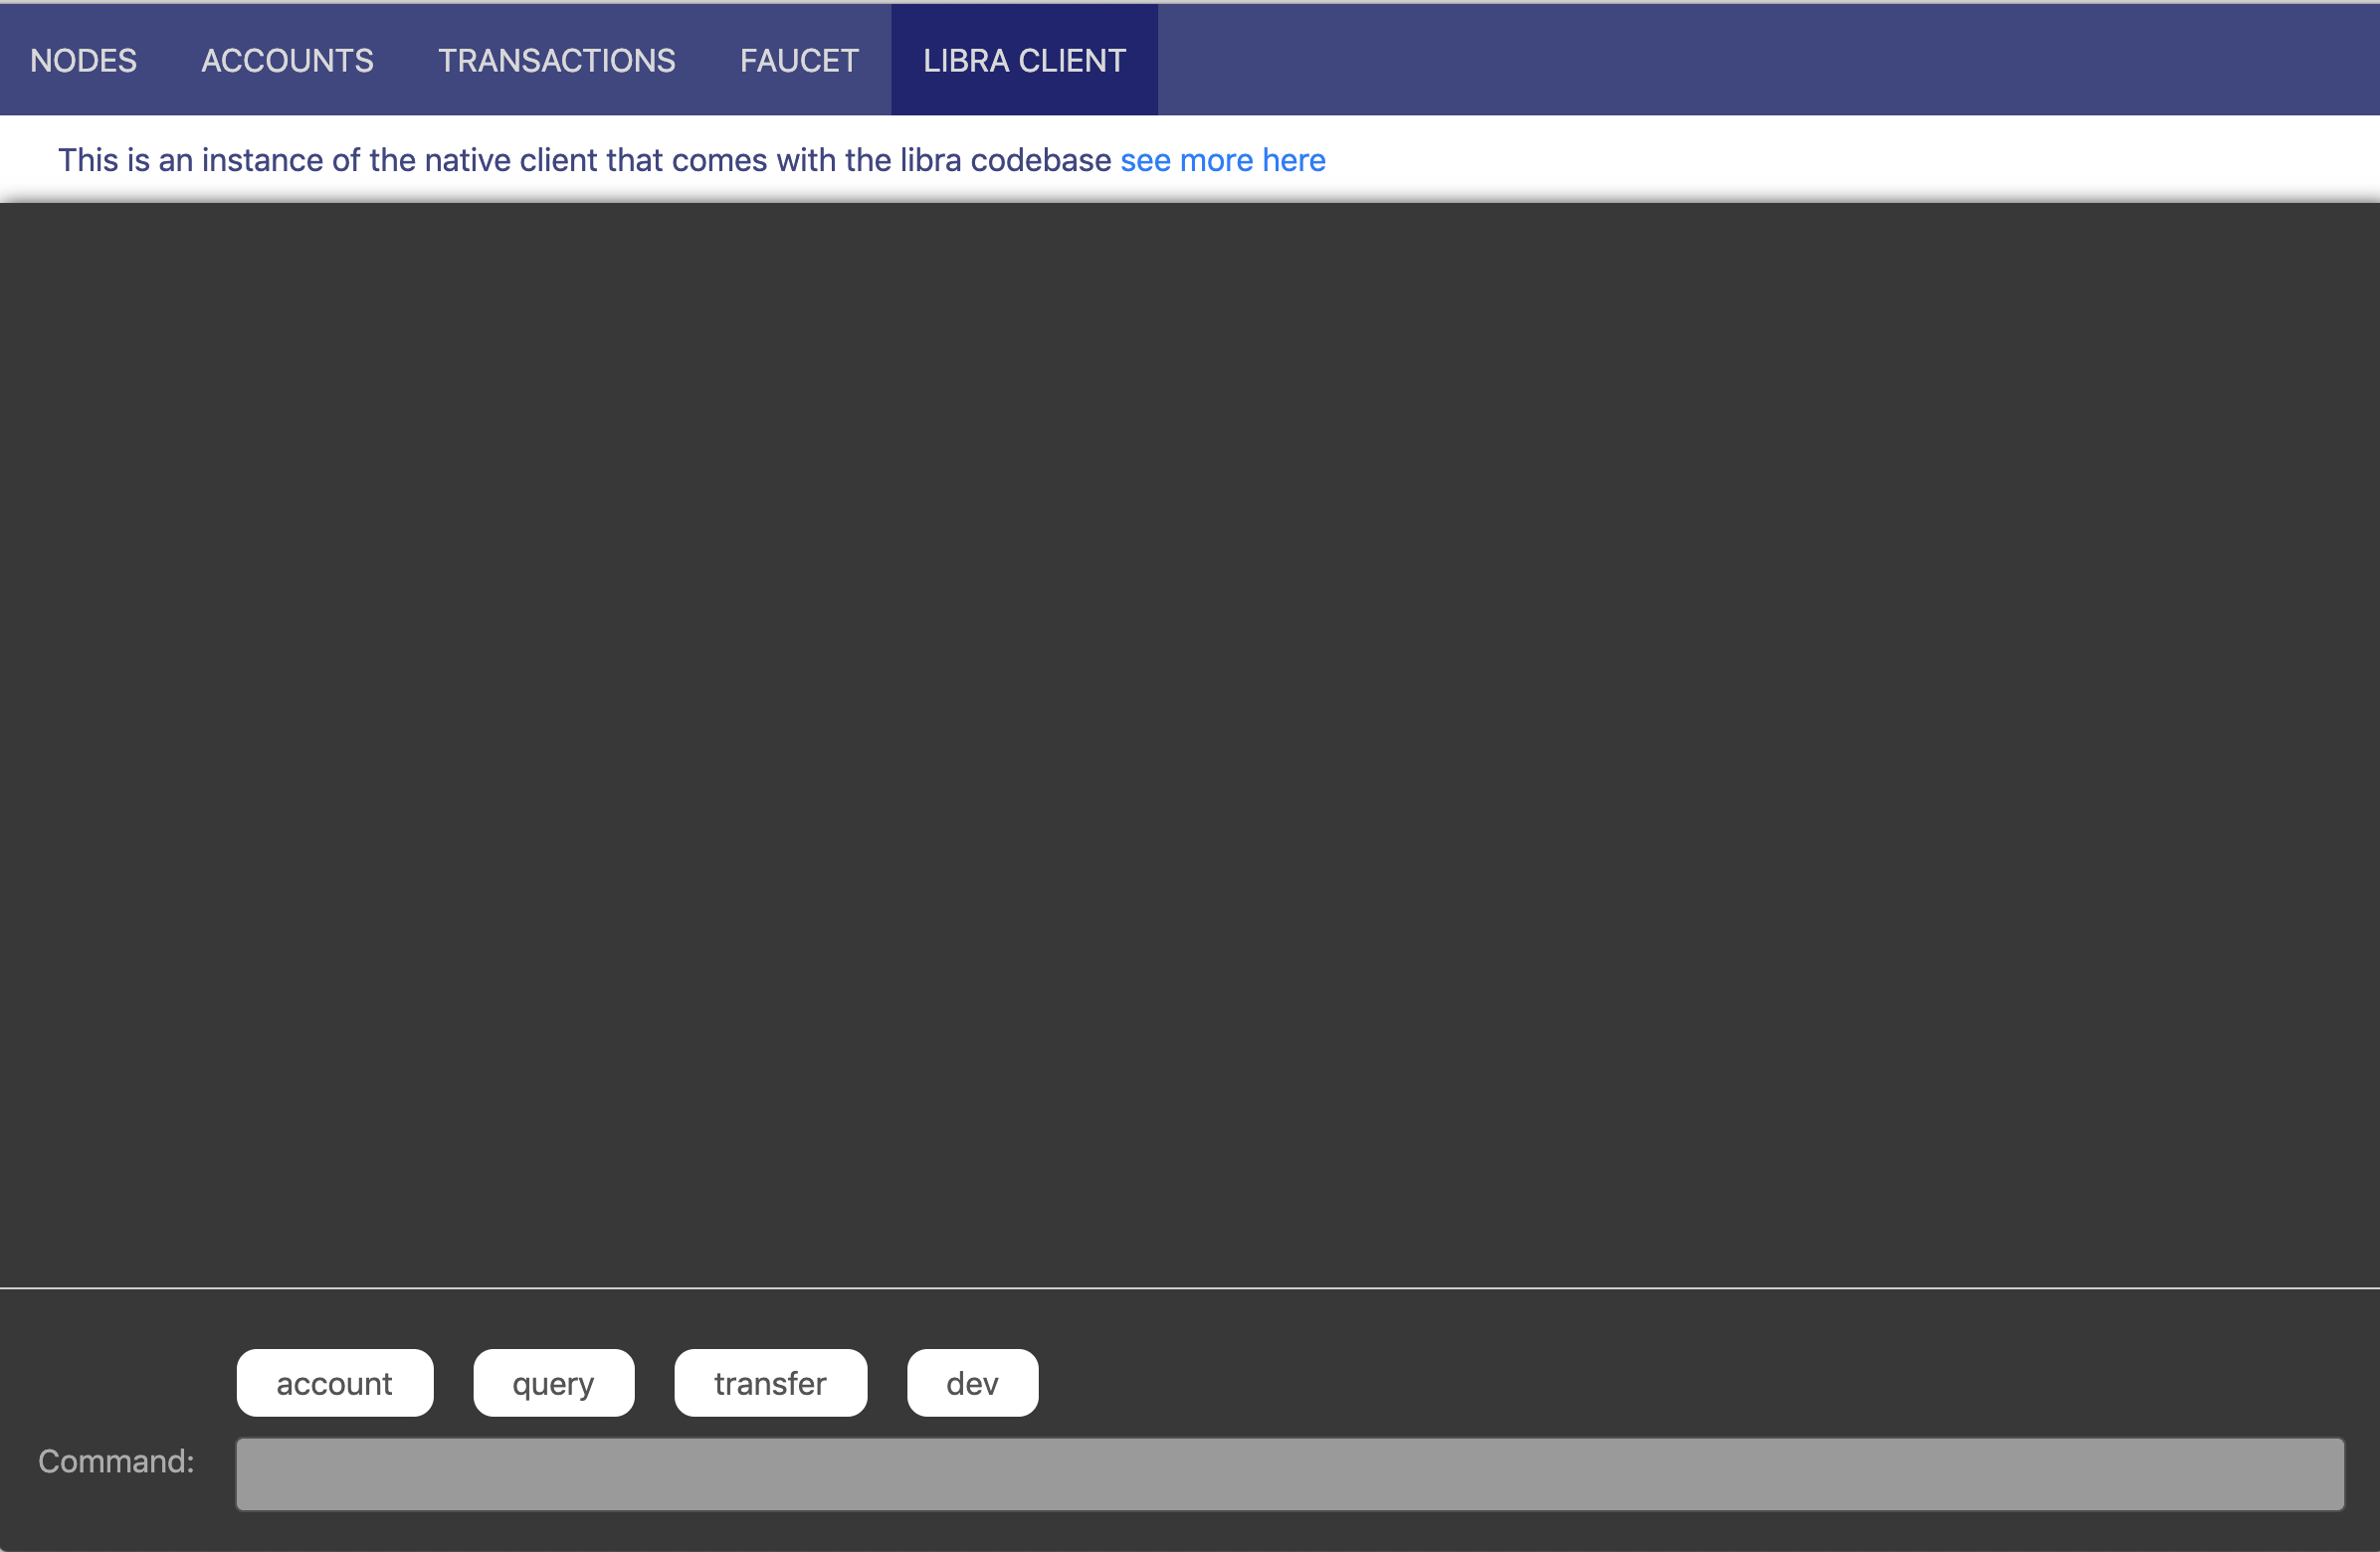 NODES ACCOUNTS TRANSACTIONS FAUCET LIBRA CLIENT
This is an instance of the native client that comes with the libra codebase see more here
account query transfer dev
Command: